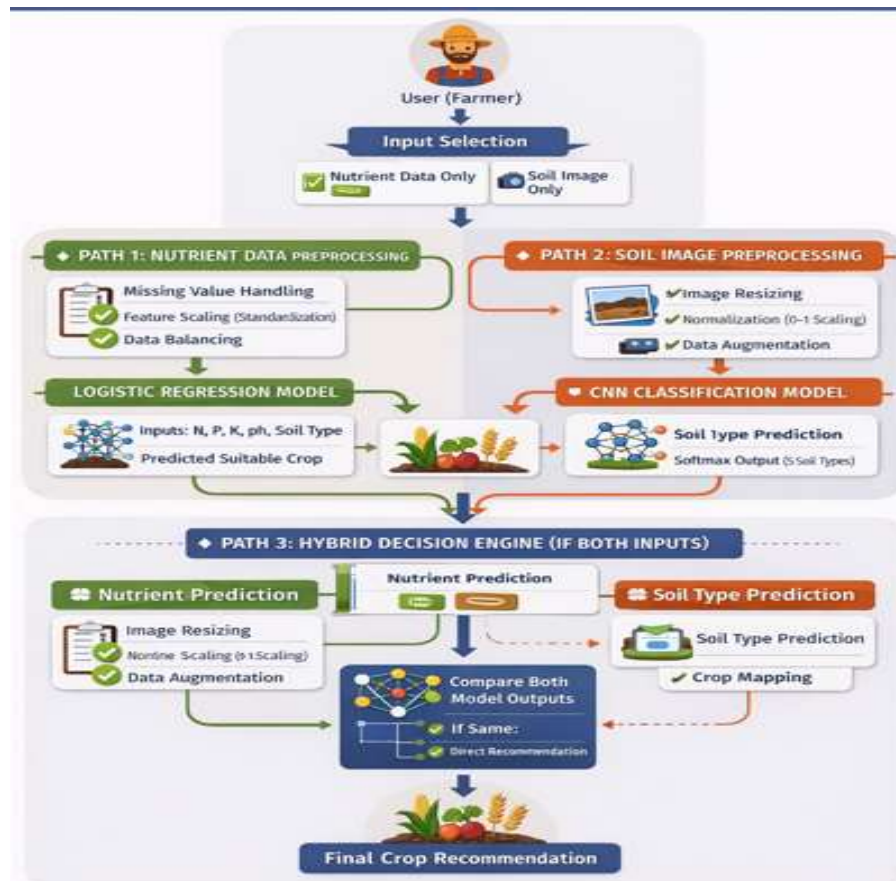 User (Farmer)
Input Selection
Nutrient Data Only
Soil Image
Only
PATH 1: NUTRIENT DATA PREPROCESSING
Missing Value Handling
Feature Scaling (Standardization)
Data Balancing
PATH 2: SOIL IMAGE PREPROCESSING
Image Resizing
Normalization (0-1 Scaling)
Data Augmentation
LOGISTIC REGRESSION MODEL
Inputs: N, P, K, ph, Soil Type
Predicted Suitable Crop
CNN CLASSIFICATION MODEL
Soil Type Prediction
Softmax Output (5 Soil Types)
PATH 3: HYBRID DECISION ENGINE (IF BOTH INPUTS)
Nutrient Prediction
Nutrient Prediction
Image Resizing
Scaling
Data Augmentation
Soil Type Prediction
Soil Type Prediction
Crop Mapping
Compare Both
Model Outputs
If Same:
Direct Recommendation
Final Crop Recommendation